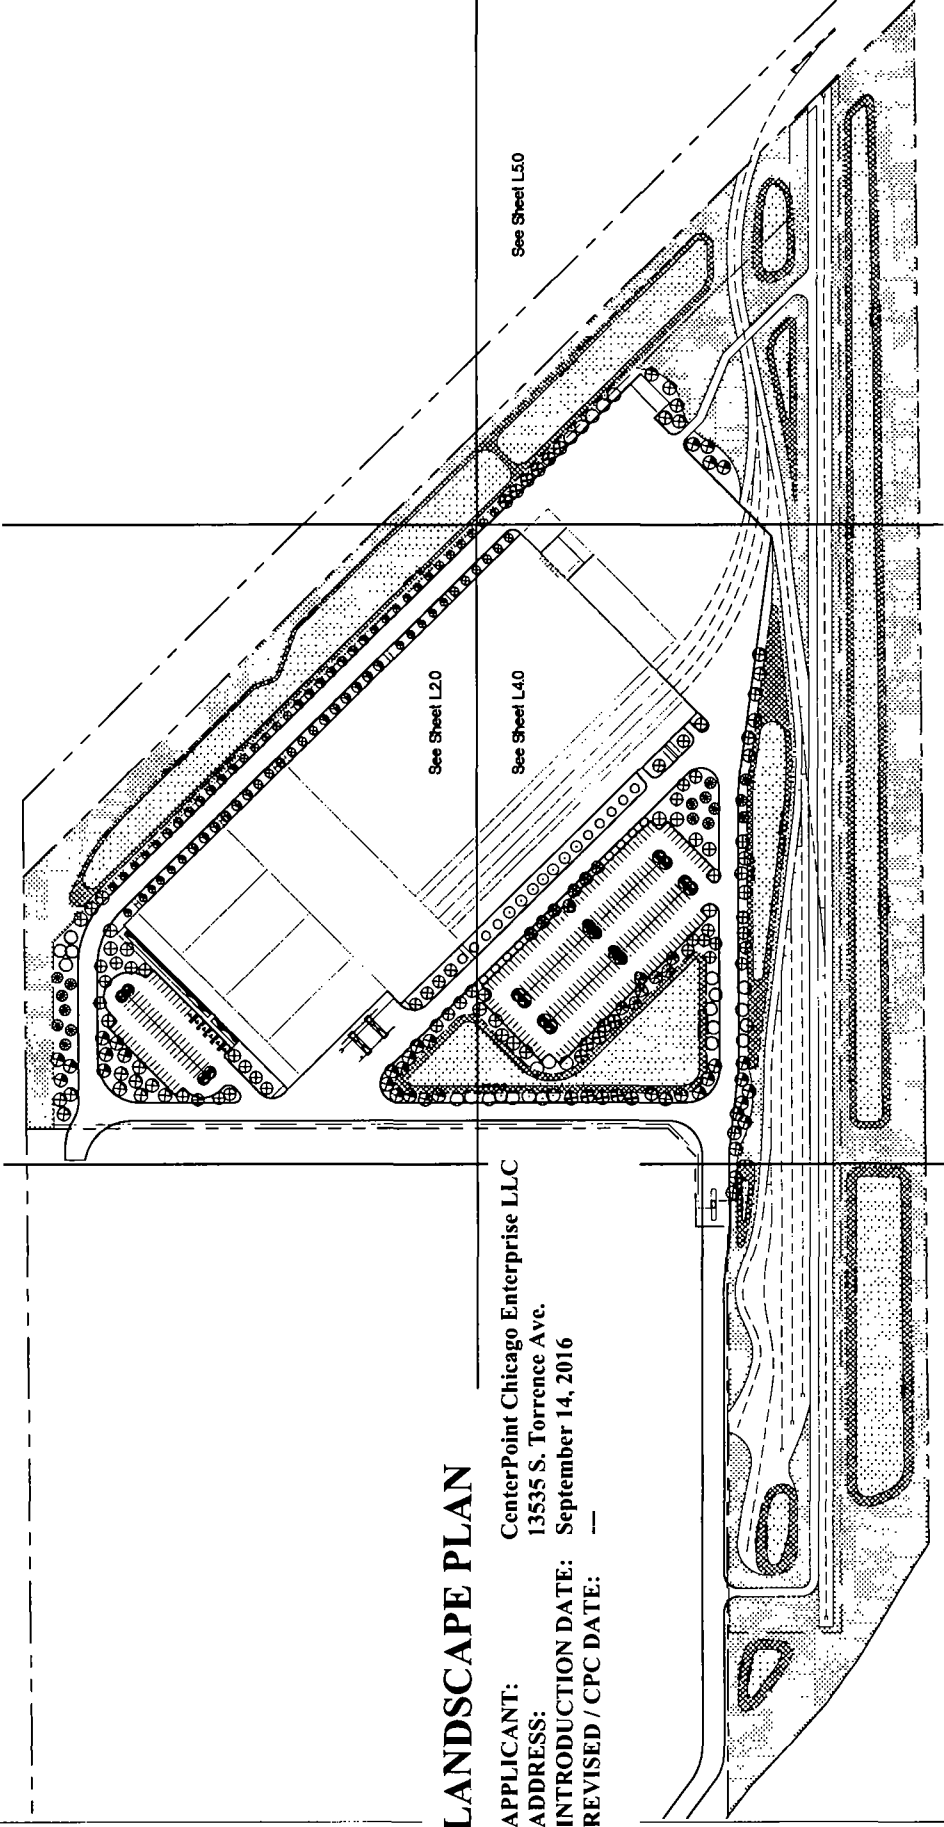 LANDSCAPE PLAN
APPLICANT: CenterPoint Chicago Enterprise LLC
ADDRESS: 13535 S. Torrence Ave.
INTRODUCTION DATE: September 14, 2016
REVISED / CPC DATE: ---
See Sheet L2.0
See Sheet L4.0
See Sheet L5.0